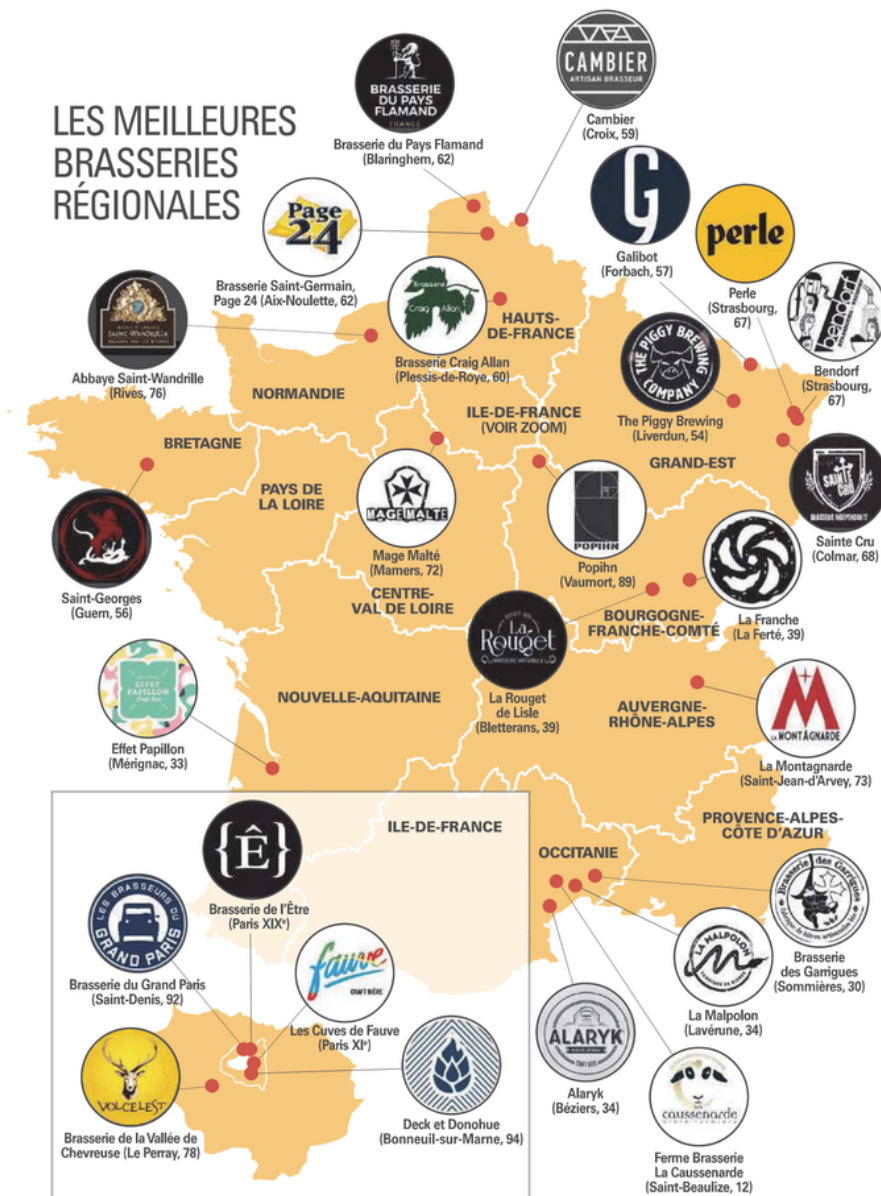 LES MEILLEURES
BRASSERIES
RÉGIONALES
BRASSERIE
DU PAYS
FLAMAND
FRANCE
Brasserie du Pays Flamand
(Blaringhem, 62)
CAMBIER
ARTISAN BRASSEUR
Cambier
(Croix, 59)
Page
24
Brasserie Saint-Germain,
Page 24 (Aix-Noulette, 62)
G
Galibot
(Forbach, 57)
perle
Perle
(Strasbourg,
67)
bendorf
Bendorf
(Strasbourg,
67)
SAINT-WANDRILLE
Abbaye Saint-Wandrille
(Rives, 76)
Brasserie
Craig Allan
Brasserie Craig Allan
(Plessis-de-Roye, 60)
HAUTS-
DE-FRANCE
NORMANDIE
THE PIGGY BREWING
COMPANY
The Piggy Brewing
(Liverdun, 54)
ILE-DE-FRANCE
(VOIR ZOOM)
BRETAGNE
GRAND-EST
SAINTE
CRU
BRASSERIE INDÉPENDANTE
Sainte Cru
(Colmar, 68)
PAYS DE
LA LOIRE
MAGE MALTE
Mage Malté
(Mamers, 72)
POPIHN
Popihn
(Vaumort, 89)
Saint-Georges
(Guern, 56)
CENTRE-
VAL DE LOIRE
BOURGOGNE-
FRANCHE-COMTÉ
La Franche
(La Ferté, 39)
La
Rouget
La Rouget
de Lisle
(Bletterans, 39)
EFFET
PAPILLON
Effet Papillon
(Mérignac, 33)
NOUVELLE-AQUITAINE
AUVERGNE-
RHÔNE-ALPES
M
LA MONTAGNARDE
La Montagnarde
(Saint-Jean-d'Arvey, 73)
PROVENCE-ALPES-
CÔTE D'AZUR
OCCITANIE
ILE-DE-FRANCE
{Ê}
Brasserie de l'Être
(Paris XIXe)
LES BRASSEURS DU
GRAND PARIS
Brasserie du Grand Paris
(Saint-Denis, 92)
fauve
CRAFT BIÈRE
Les Cuves de Fauve
(Paris XIe)
VOLCELEST
Brasserie de la Vallée de
Chevreuse (Le Perray, 78)
Deck et Donohue
(Bonneuil-sur-Marne, 94)
Brasserie des Garrigues
Brasserie
des Garrigues
(Sommières, 30)
LA MALPOLON
La Malpolon
(Lavérune, 34)
ALARYK
Alaryk
(Béziers, 34)
caussenarde
Ferme Brasserie
La Caussenarde
(Saint-Beaulize, 12)